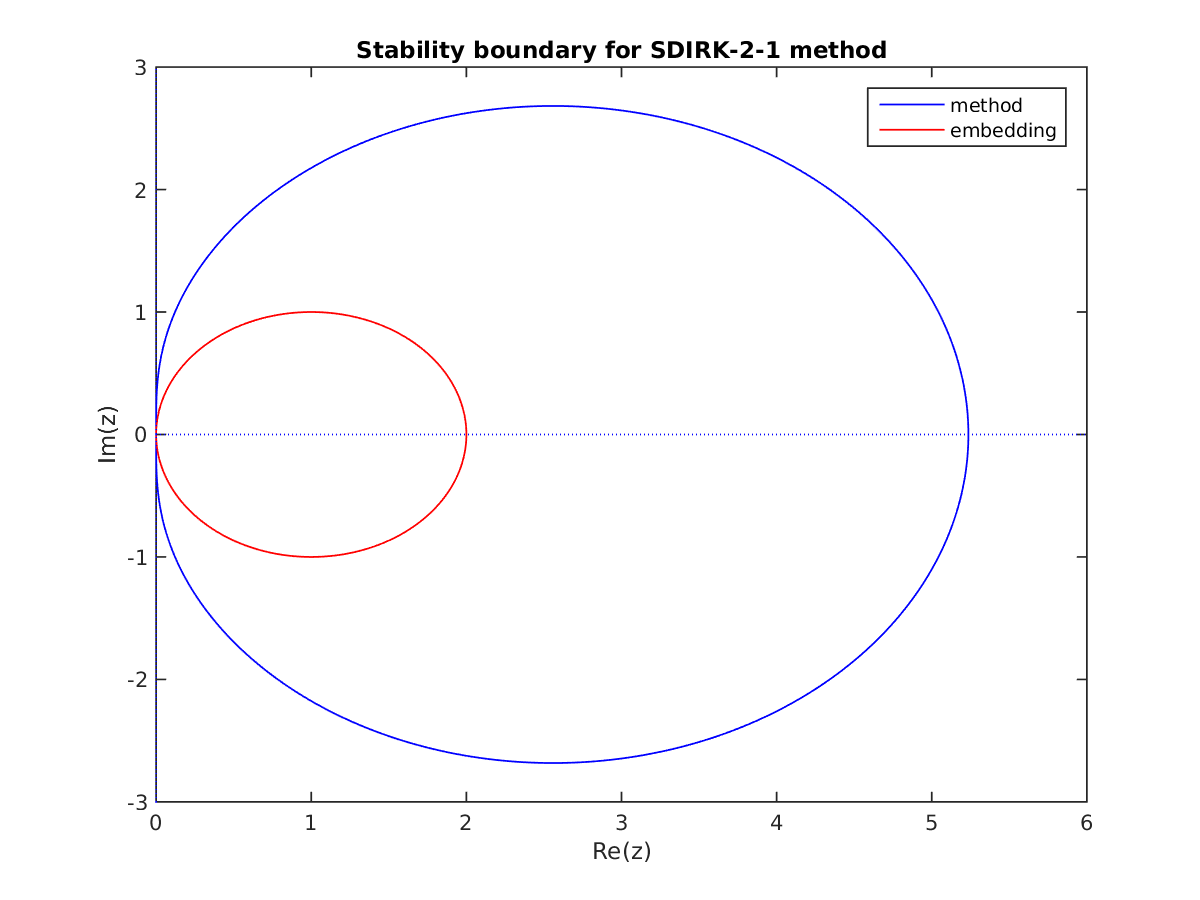 Stability boundary for SDIRK-2-1 method
method
embedding
3
2
1
0
-1
-2
-3
Im(z)
0 1 2 3 4 5 6
Re(z)